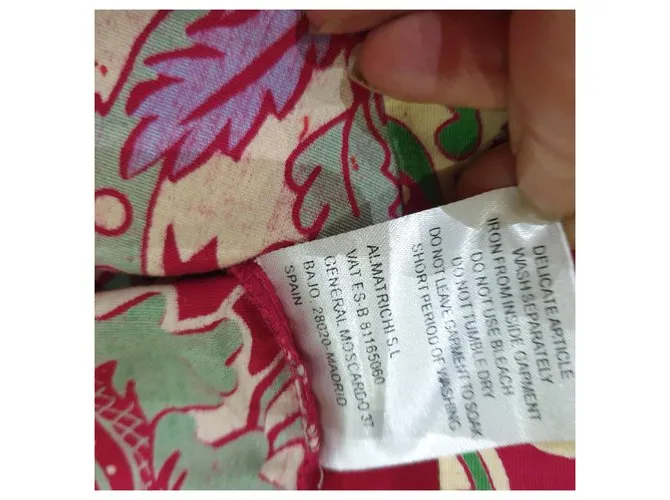 DELICATE ARTICLE
WASH SEPARATELY
IRON FROM INSIDE GARMENT
DO NOT USE BLEACH
DO NOT TUMBLE DRY
DO NOT LEAVE GARMENT TO SOAK
SHORT PERIOD OF WASHING
ALMATRICHI S.L
VAT ES-B 81165060
GENERAL MOSCARDO 37
BAJO. 28020-MADRID
SPAIN